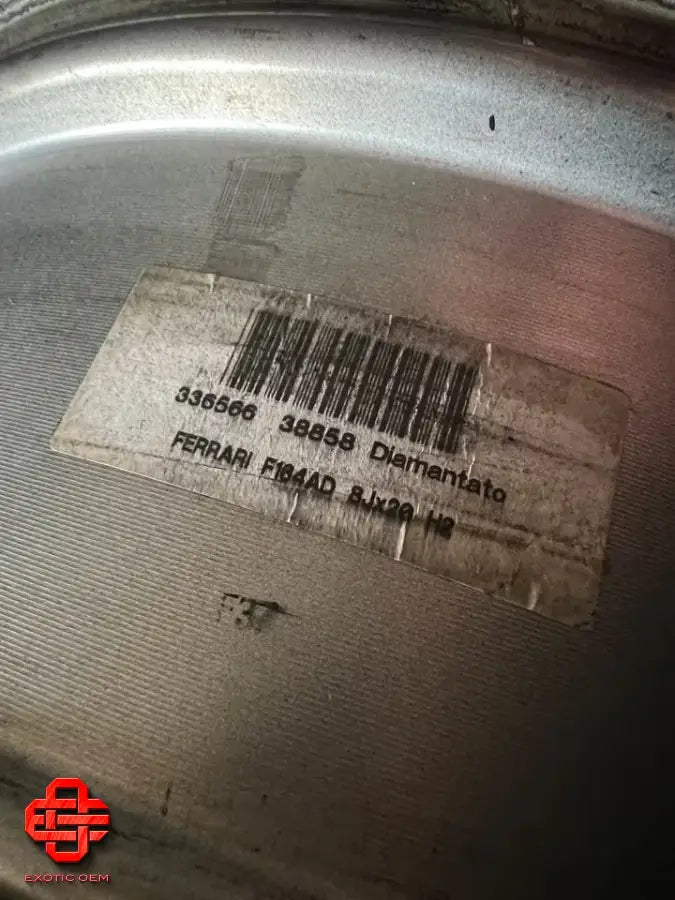 336566 38858 Diamantato
FERRARI F164AD 8Jx20 H2
EXOTIC OEM